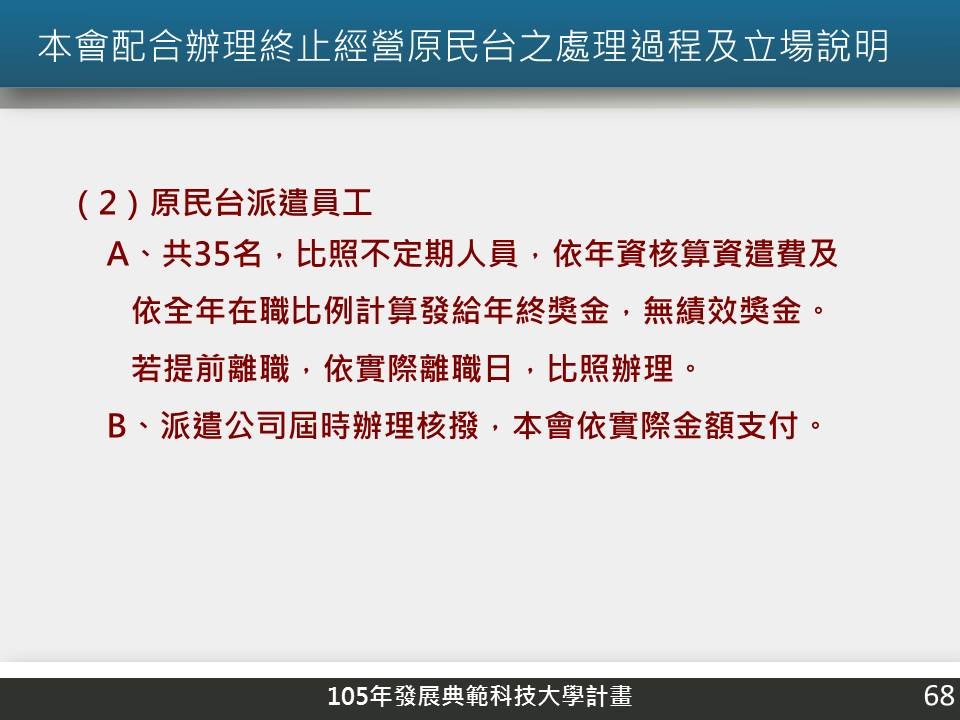 本會配合辦理終止經營原民台之處理過程及立場說明
（2）原民台派遣員工
A、共35名，比照不定期人員，依年資核算資遣費及
依全年在職比例計算發給年終獎金，無績效獎金。
若提前離職，依實際離職日，比照辦理。
B、派遣公司屆時辦理核撥，本會依實際金額支付。
105年發展典範科技大學計畫
68